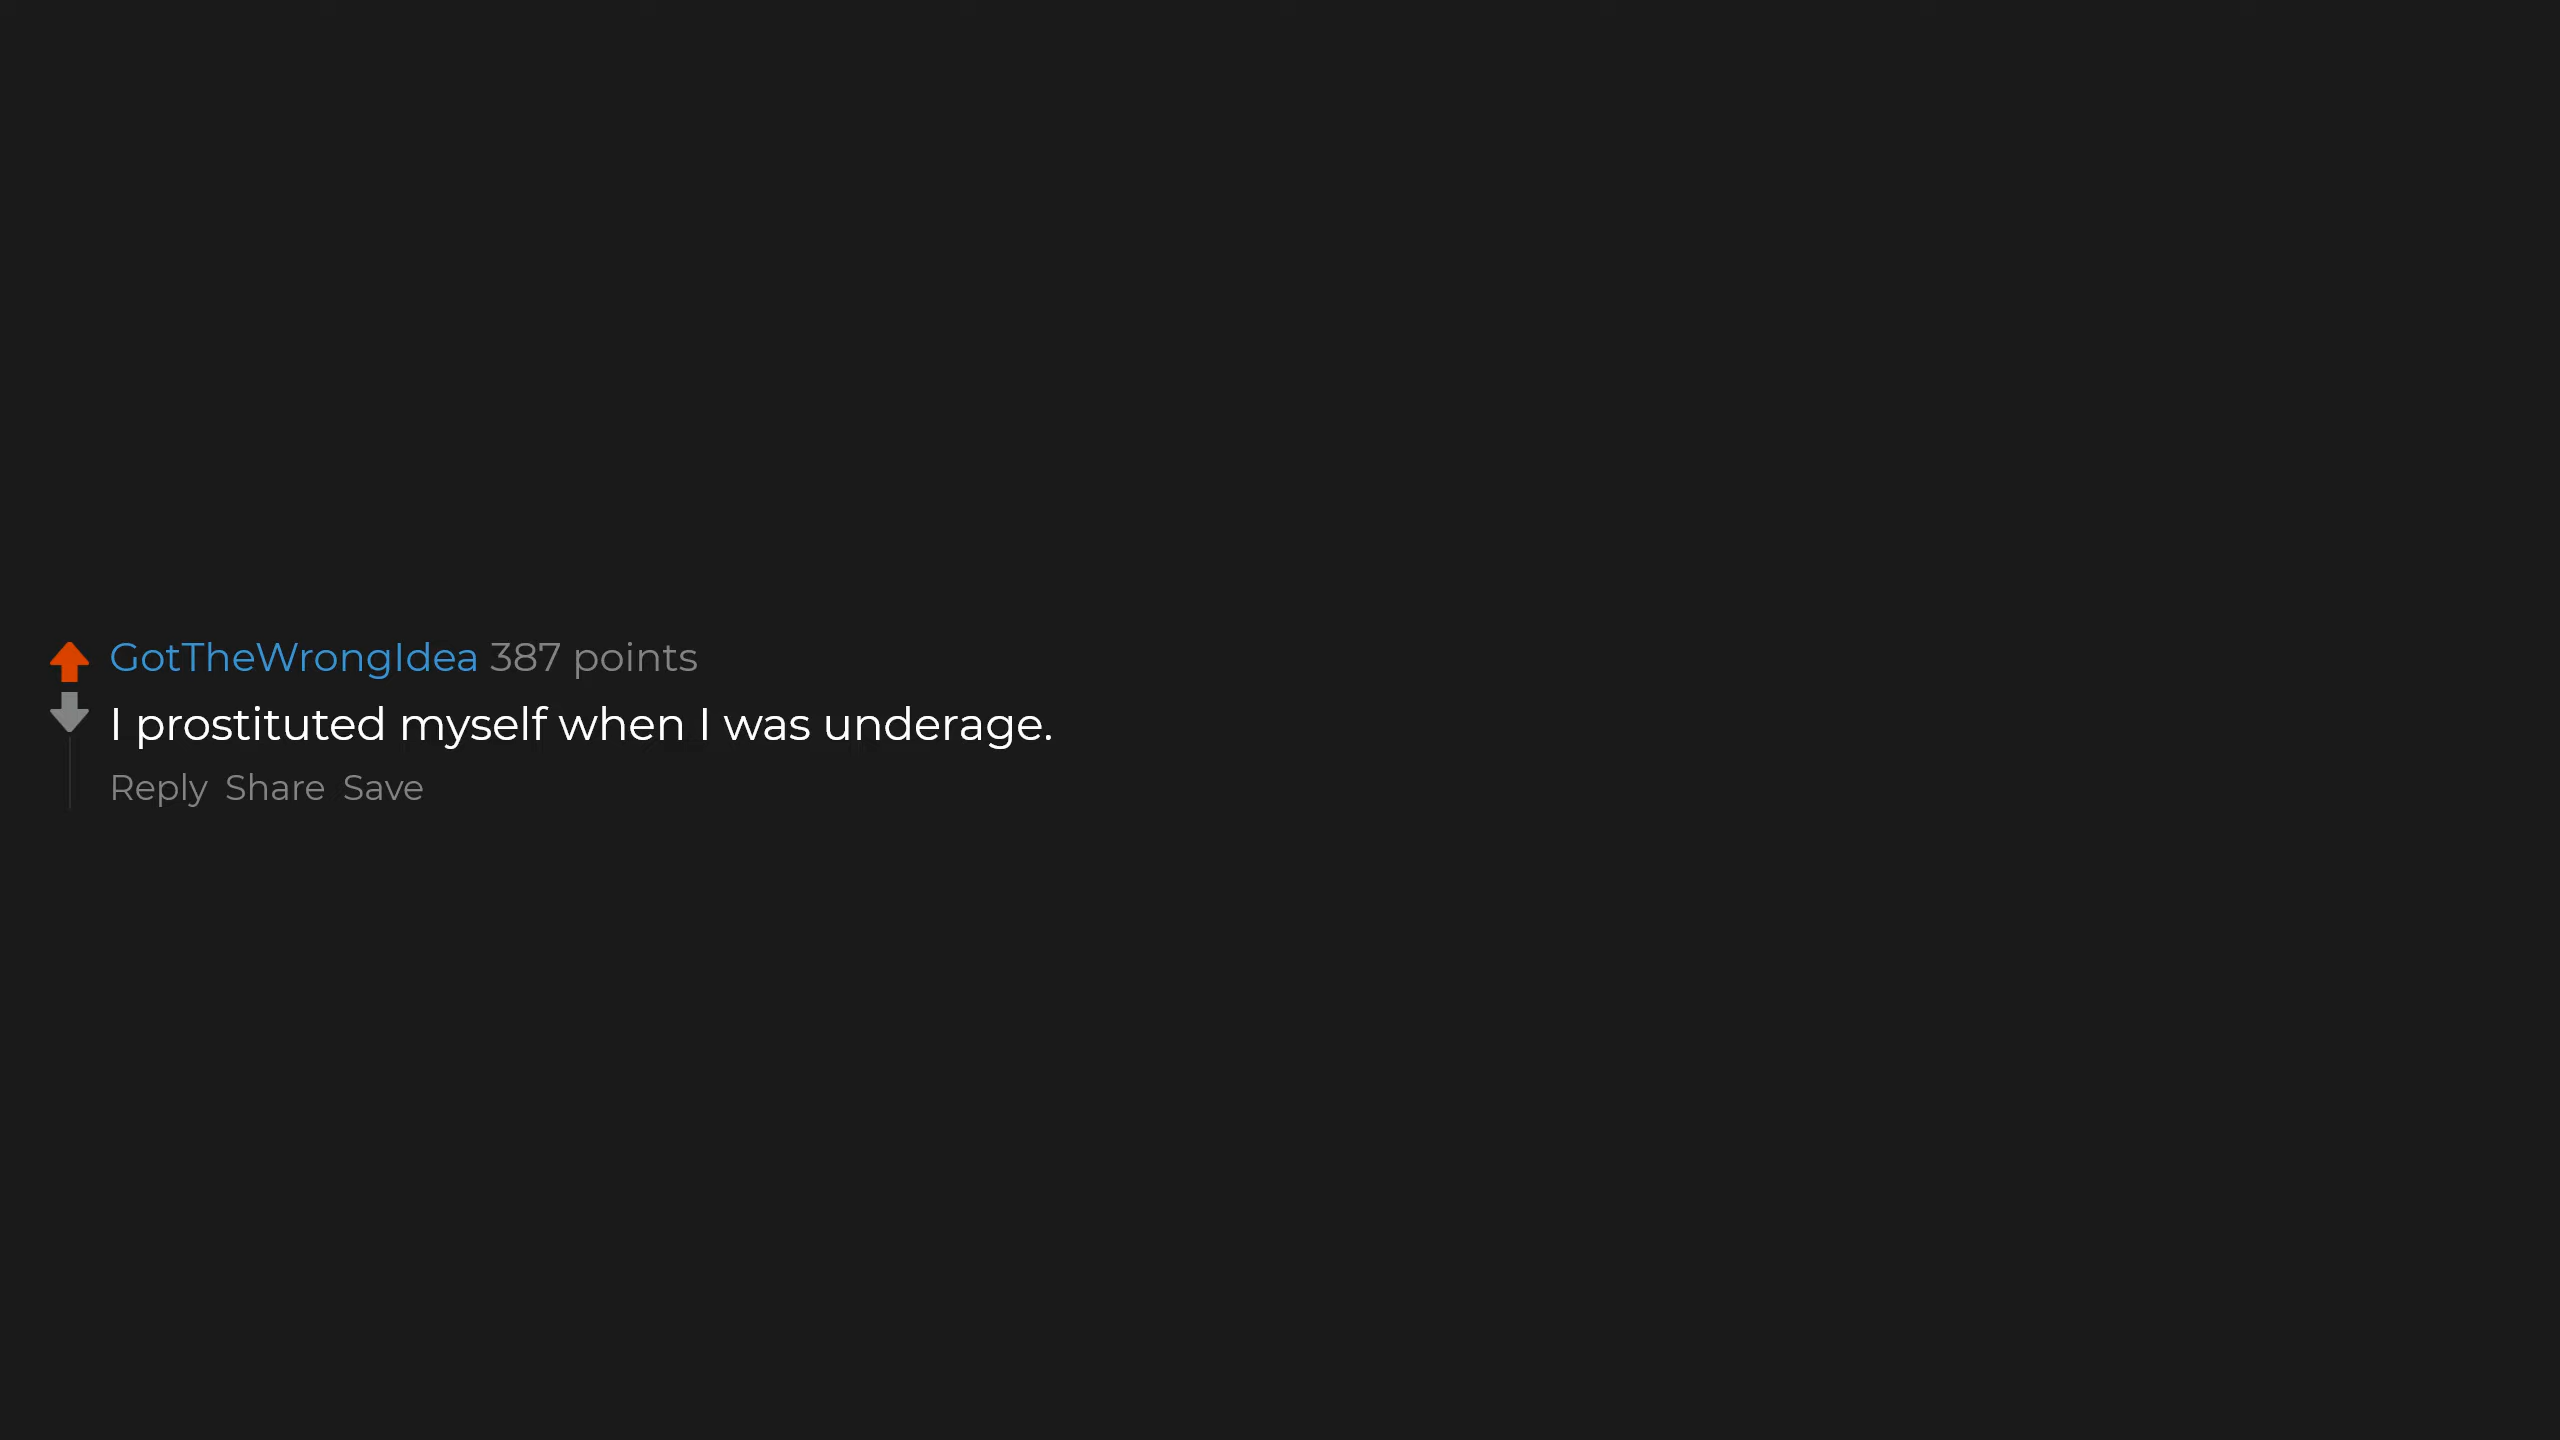 GotTheWrongIdea 387 points
I prostituted myself when I was underage.
Reply Share Save